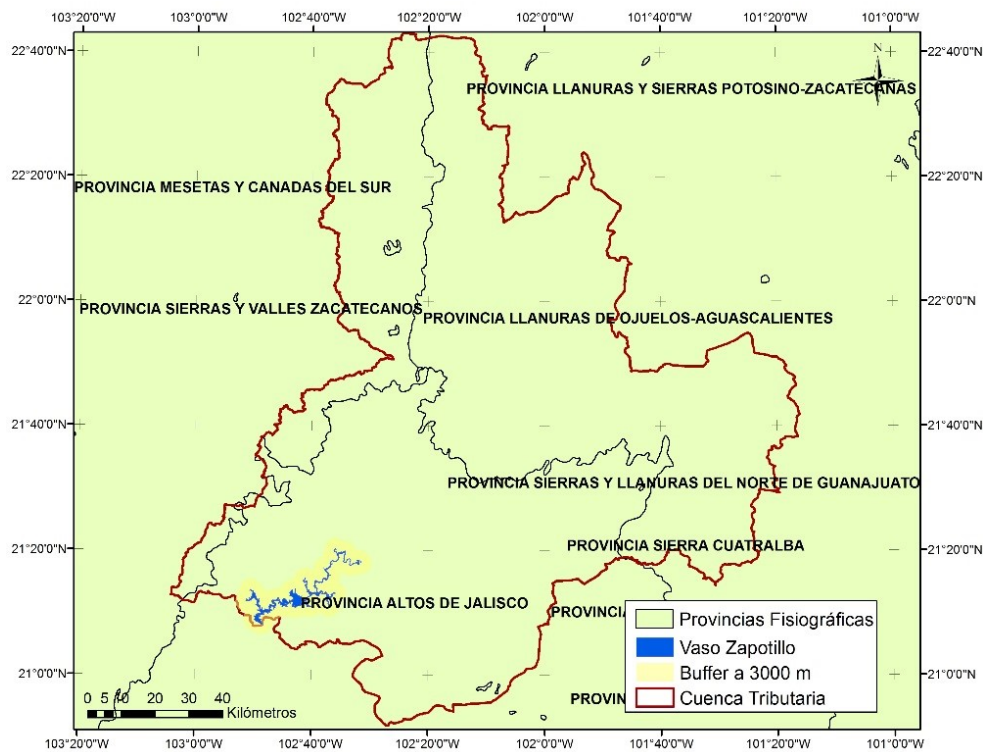 103°20'0"W 103°0'0"W 102°40'0"W 102°20'0"W 102°0'0"W 101°40'0"W 101°20'0"W 101°0'0"W
22°40'0"N 22°40'0"N
N
PROVINCIA LLANURAS Y SIERRAS POTOSINO-ZACATECANAS
22°20'0"N 22°20'0"N
PROVINCIA MESETAS Y CANADAS DEL SUR
22°0'0"N 22°0'0"N
PROVINCIA SIERRAS Y VALLES ZACATECANOS
PROVINCIA LLANURAS DE OJUELOS-AGUASCALIENTES
21°40'0"N 21°40'0"N
PROVINCIA SIERRAS Y LLANURAS DEL NORTE DE GUANAJUATO
21°20'0"N 21°20'0"N
PROVINCIA SIERRA CUATRALBA
PROVINCIA ALTOS DE JALISCO
PROVINCIA
Provincias Fisiográficas
Vaso Zapotillo
Buffer a 3000 m
Cuenca Tributaria
21°0'0"N 21°0'0"N
PROVIN
0 5 10 20 30 40
Kilómetros
103°20'0"W 103°0'0"W 102°40'0"W 102°20'0"W 102°0'0"W 101°40'0"W 101°20'0"W 101°0'0"W